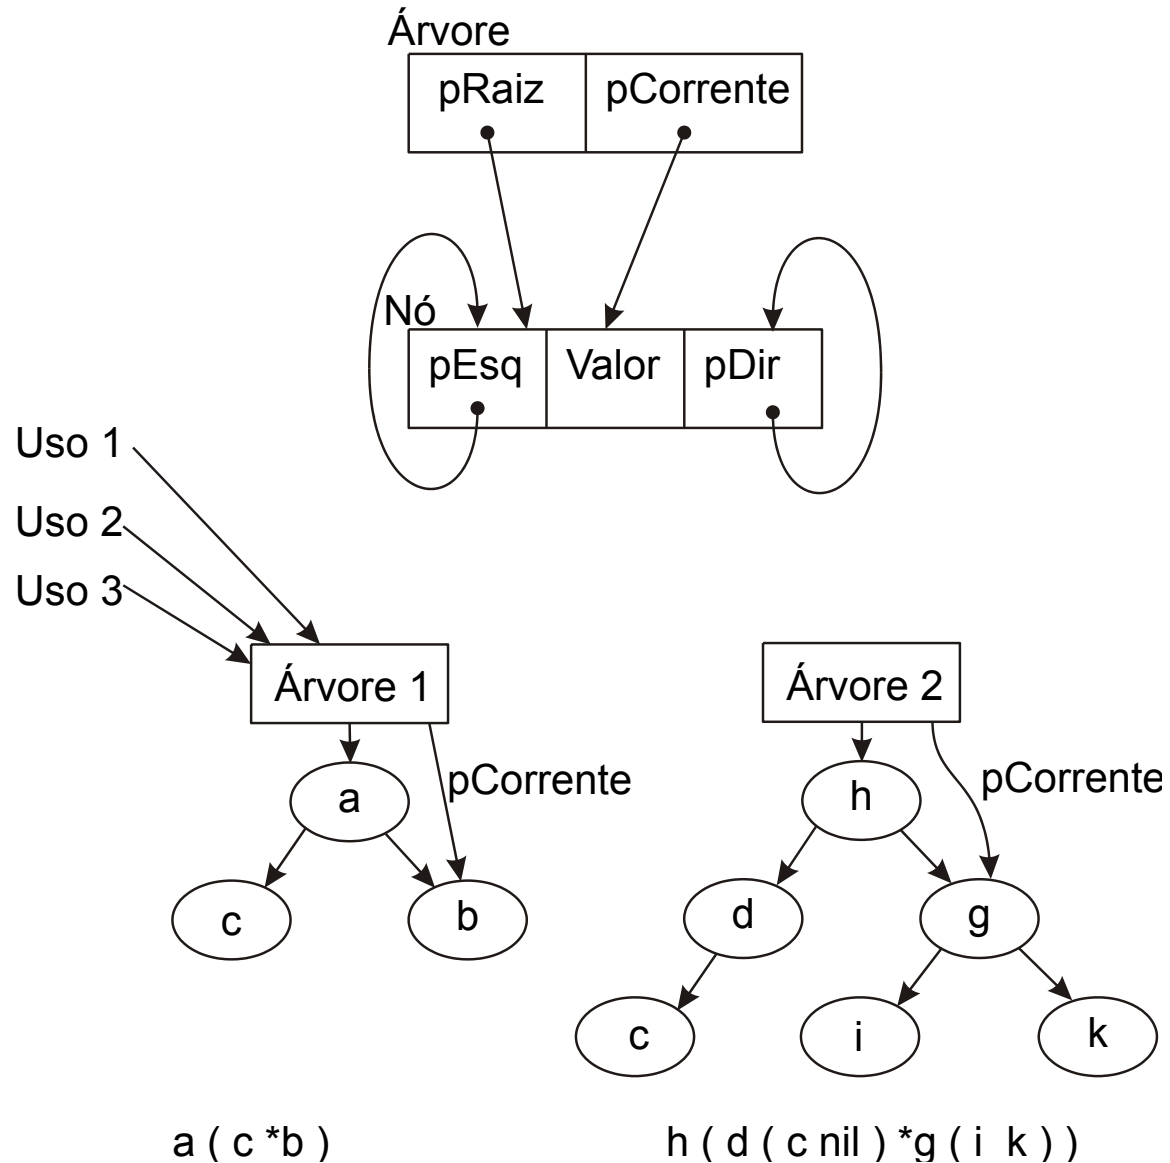 Árvore
pRaiz pCorrente
Nó
pEsq Valor pDir
Uso 1
Uso 2
Uso 3
Árvore 1 Árvore 2
pCorrente pCorrente
a h
c b d g
c i k
a ( c *b ) h ( d ( c nil ) *g ( i k ) )